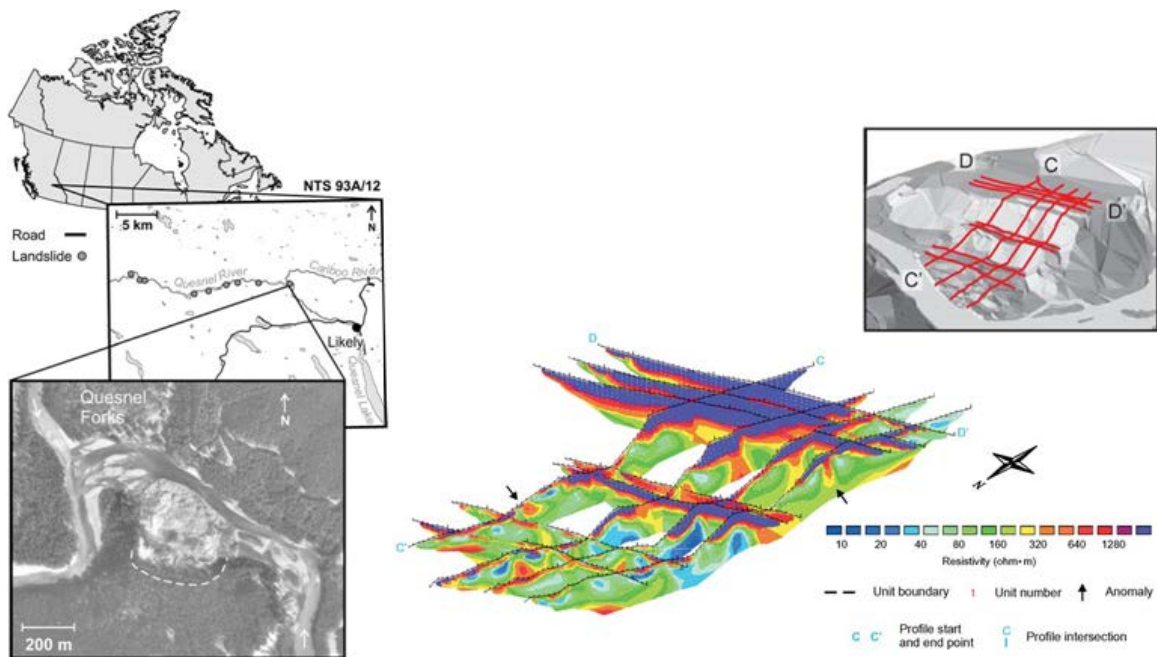 NTS 93A/12
Road
Landslide
5 km
N
Quesnel River
Cariboo River
Likely
Quesnel Lake
Quesnel
Forks
N
200 m
D
C
D'
C'
D
C
D'
C'
N
10 20 40 80 160 320 640 1280
Resistivity (ohm•m)
Unit boundary
1 Unit number
Anomaly
C C' Profile start
and end point
C
I
Profile intersection